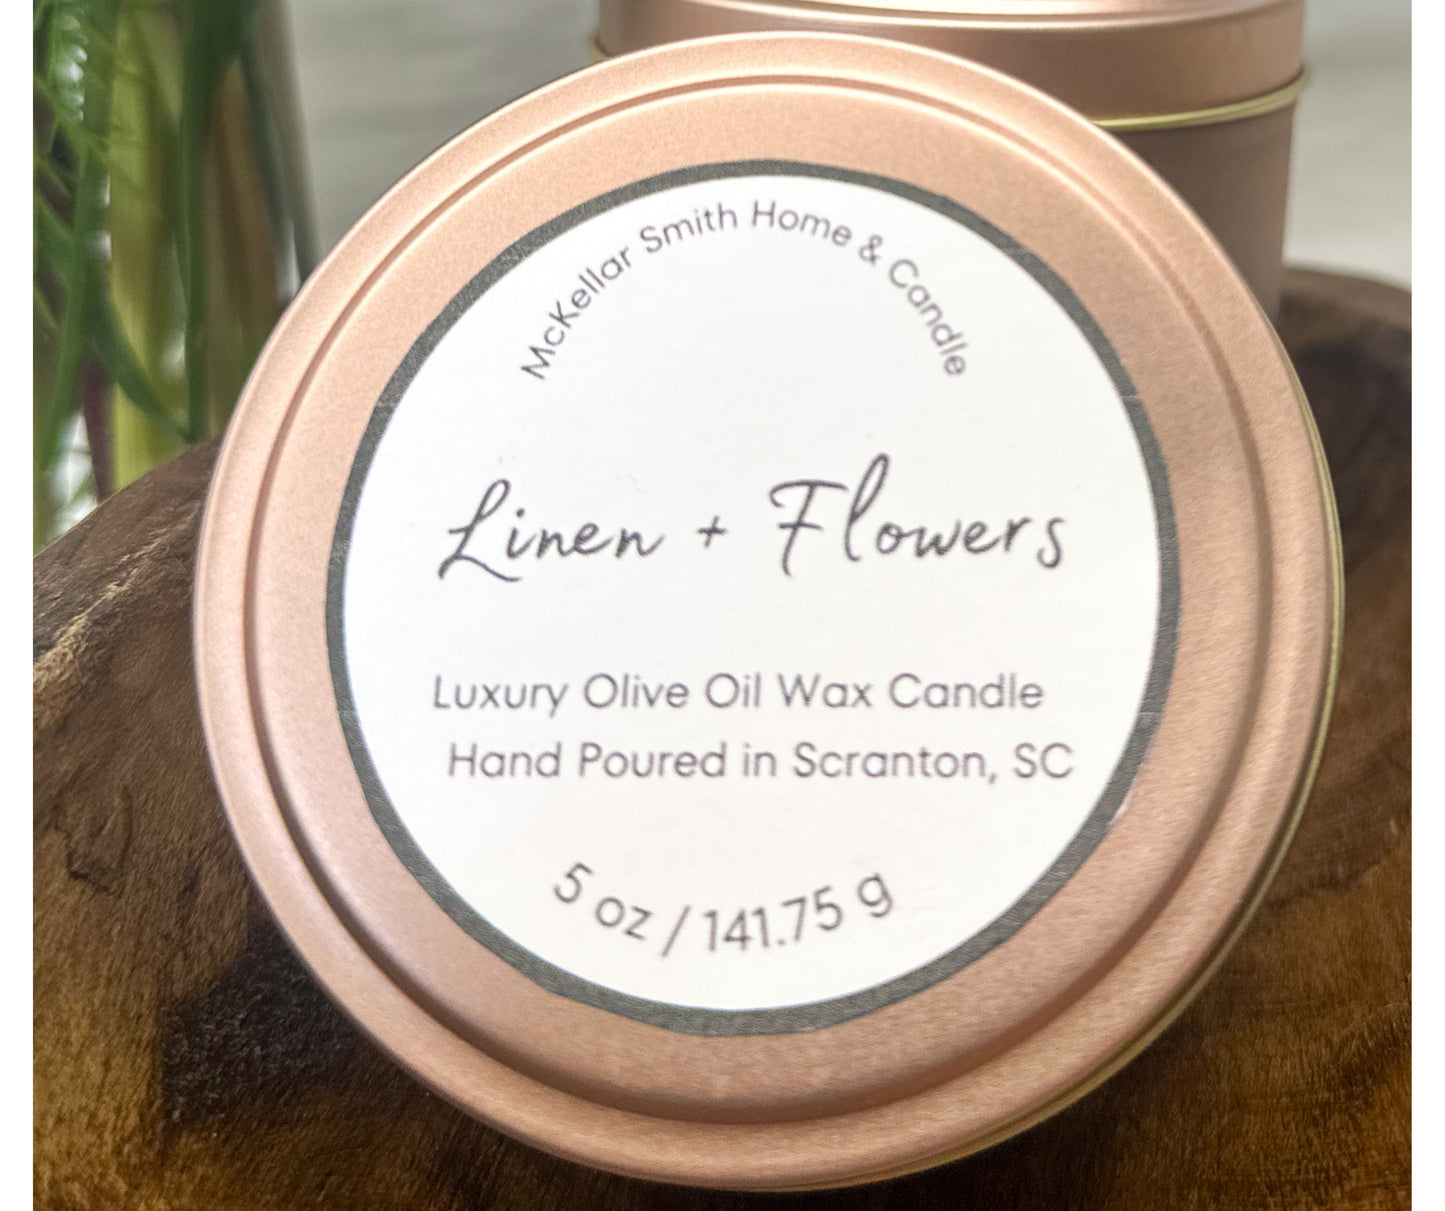 McKellar Smith Home & Candle
Linen + Flowers
Luxury Olive Oil Wax Candle
Hand Poured in Scranton, SC
5 oz / 141.75 g